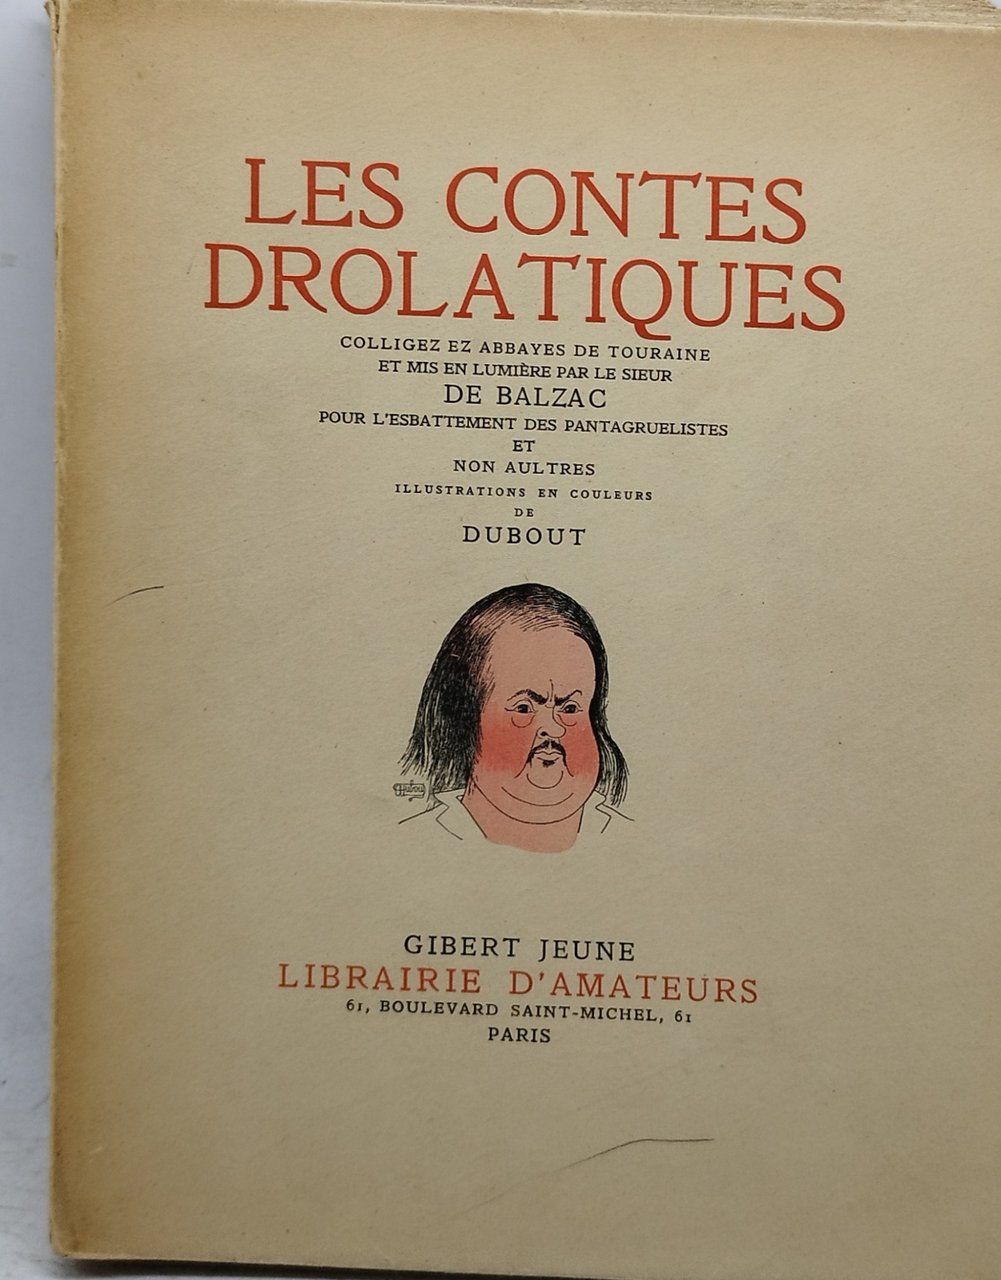 LES CONTES
DROLATIQUES
COLLIGEZ EZ ABBAYES DE TOURAINE
ET MIS EN LUMIÈRE PAR LE SIEUR
DE BALZAC
POUR L'ESBATTEMENT DES PANTAGRUELISTES
ET
NON AULTRES
ILLUSTRATIONS EN COULEURS
DE
DUBOUT
Dubout
GIBERT JEUNE
LIBRAIRIE D'AMATEURS
61, BOULEVARD SAINT-MICHEL, 61
PARIS